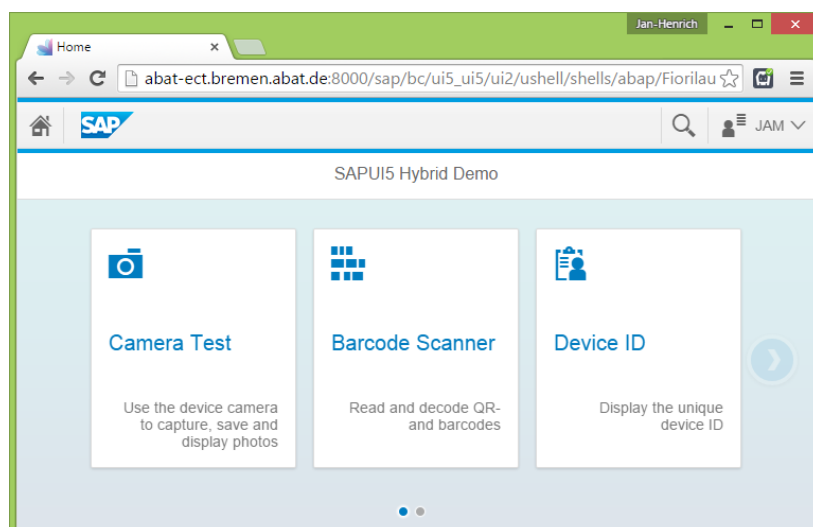 Jan-Henrich
Home
abat-ect.bremen.abat.de:8000/sap/bc/ui5_ui5/ui2/ushell/shells/abap/Fiorilau
SAP
JAM
SAPUI5 Hybrid Demo
Camera Test
Use the device camera
to capture, save and
display photos
Barcode Scanner
Read and decode QR-
and barcodes
Device ID
Display the unique
device ID